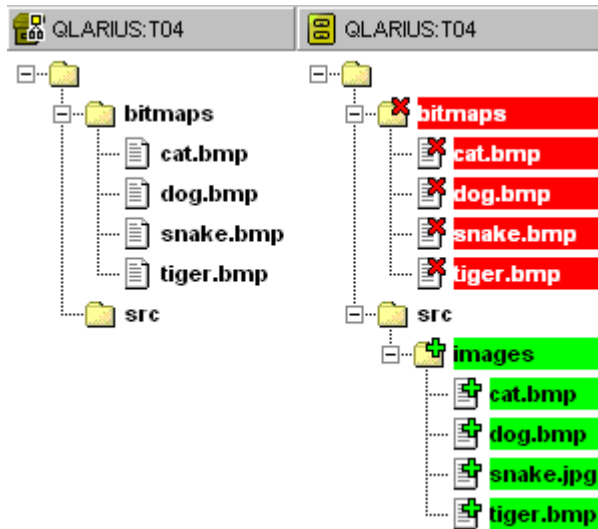 QLARIUS:T04
bitmaps
cat.bmp
dog.bmp
snake.bmp
tiger.bmp
src
QLARIUS:T04
bitmaps
cat.bmp
dog.bmp
snake.bmp
tiger.bmp
src
images
cat.bmp
dog.bmp
snake.jpg
tiger.bmp